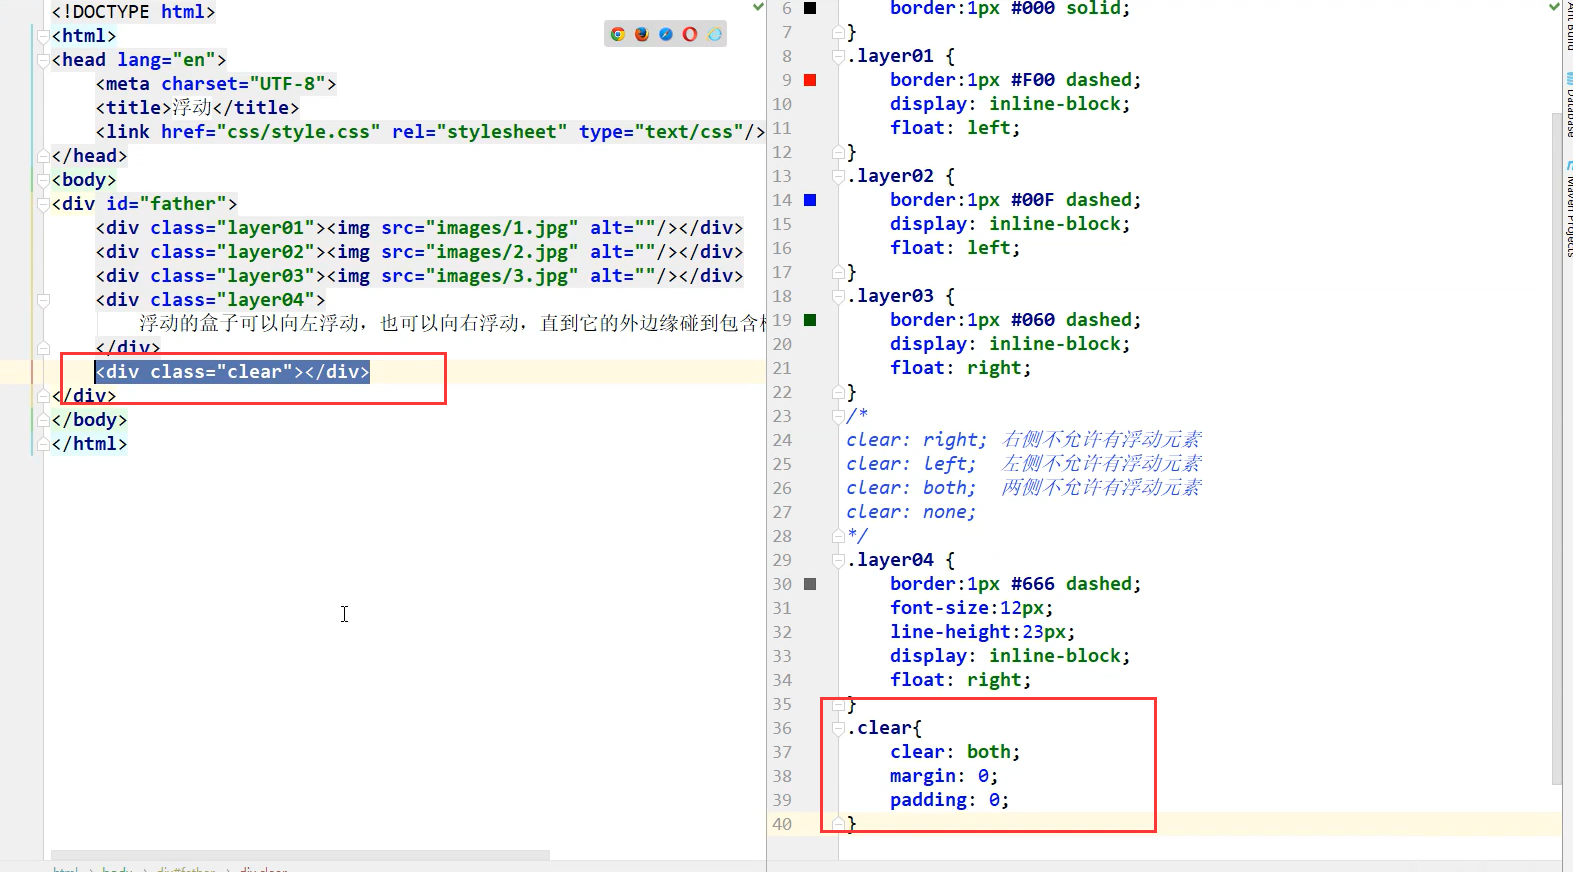 <!DOCTYPE html>
<html>
<head lang="en">
<meta charset="UTF-8">
<title>浮动</title>
<link href="css/style.css" rel="stylesheet" type="text/css"/>
</head>
<body>
<div id="father">
<div class="layer01"><img src="images/1.jpg" alt=""/></div>
<div class="layer02"><img src="images/2.jpg" alt=""/></div>
<div class="layer03"><img src="images/3.jpg" alt=""/></div>
<div class="layer04">
浮动的盒子可以向左浮动，也可以向右浮动，直到它的外边缘碰到包含
</div>
<div class="clear"></div>
</div>
</body>
</html>
6 border:1px #000 solid;
7 }
8 .layer01 {
9 border:1px #F00 dashed;
10 display: inline-block;
11 float: left;
12 }
13 .layer02 {
14 border:1px #00F dashed;
15 display: inline-block;
16 float: left;
17 }
18 .layer03 {
19 border:1px #060 dashed;
20 display: inline-block;
21 float: right;
22 }
23 /*
24 clear: right; 右侧不允许有浮动元素
25 clear: left; 左侧不允许有浮动元素
26 clear: both; 两侧不允许有浮动元素
27 clear: none;
28 */
29 .layer04 {
30 border:1px #666 dashed;
31 font-size:12px;
32 line-height:23px;
33 display: inline-block;
34 float: right;
35 }
36 .clear{
37 clear: both;
38 margin: 0;
39 padding: 0;
40 }
Ant Build
Database
Maven Projects
html body div#father div.clear